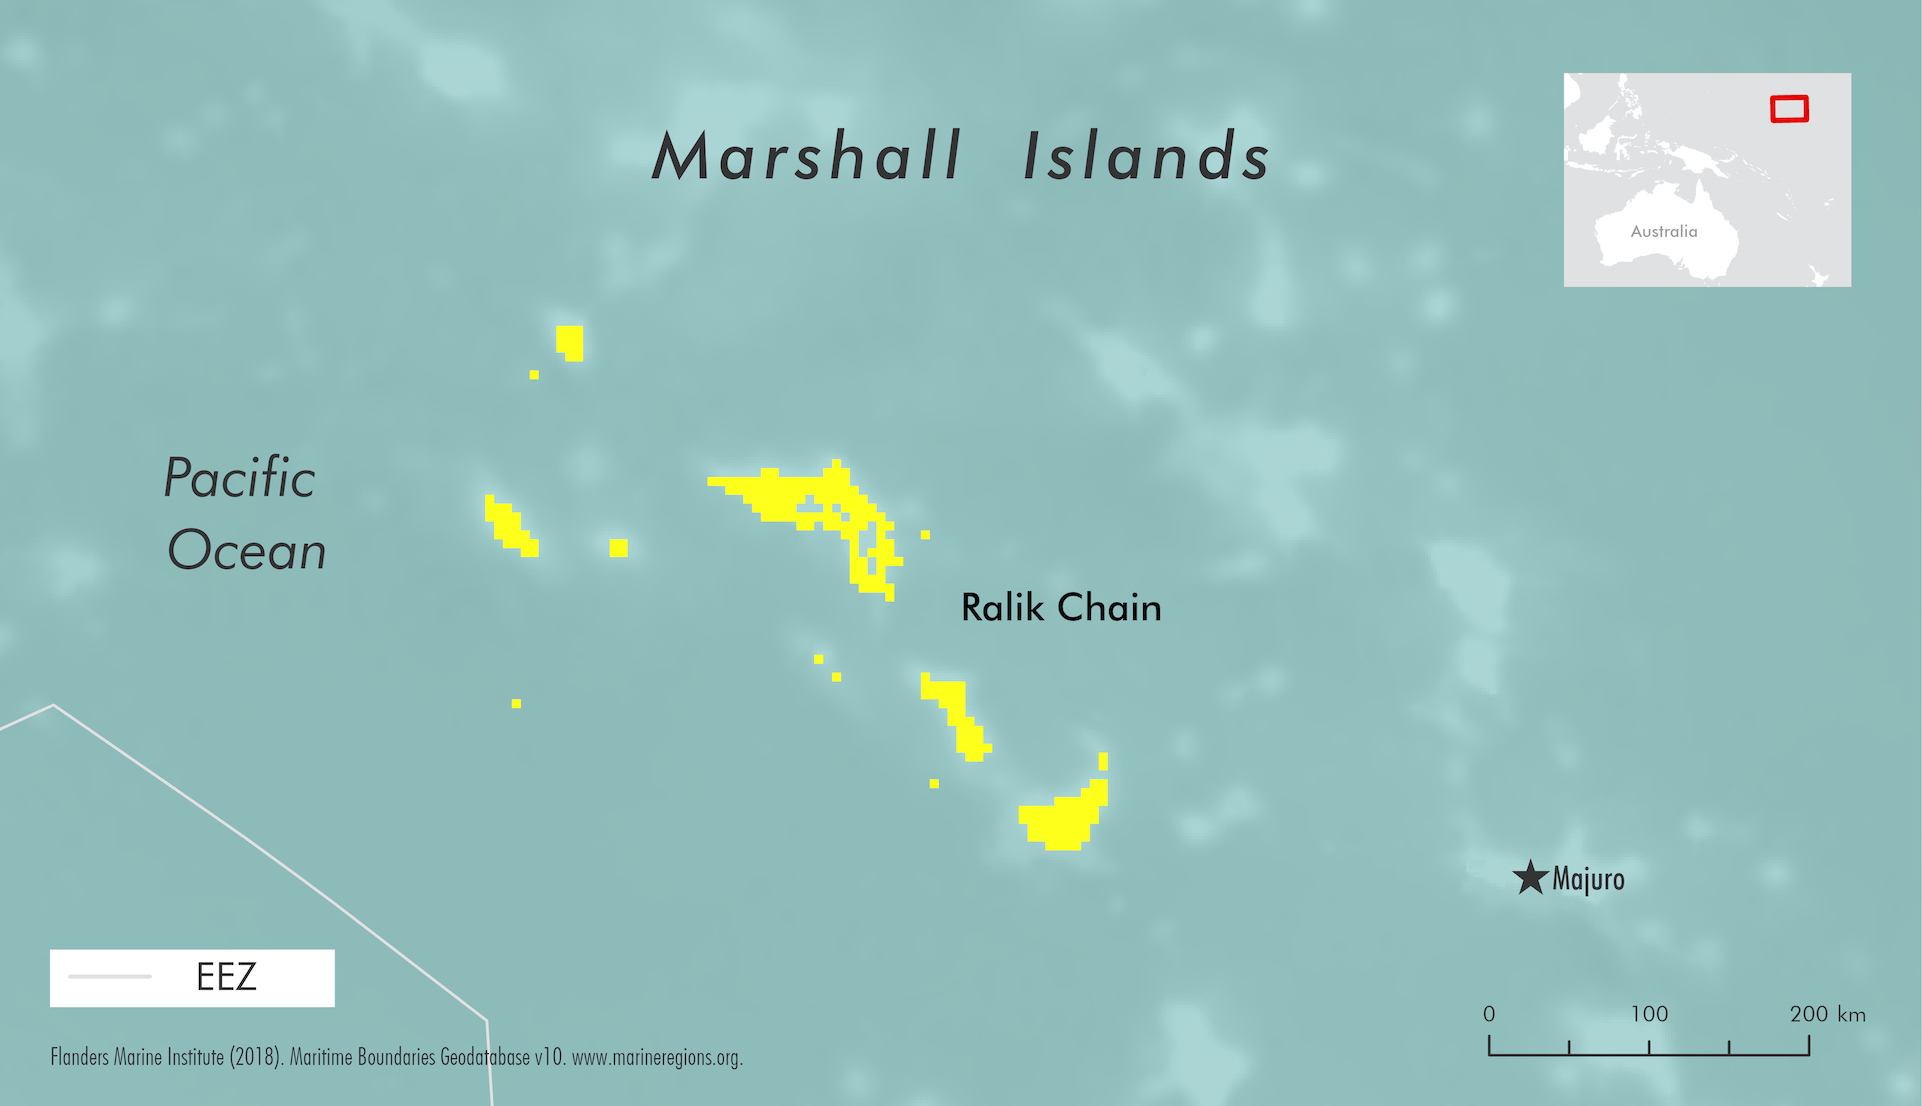 Marshall Islands
Australia
Pacific
Ocean
Ralik Chain
Majuro
EEZ
0 100 200 km
Flanders Marine Institute (2018). Maritime Boundaries Geodatabase v10. www.marineregions.org.